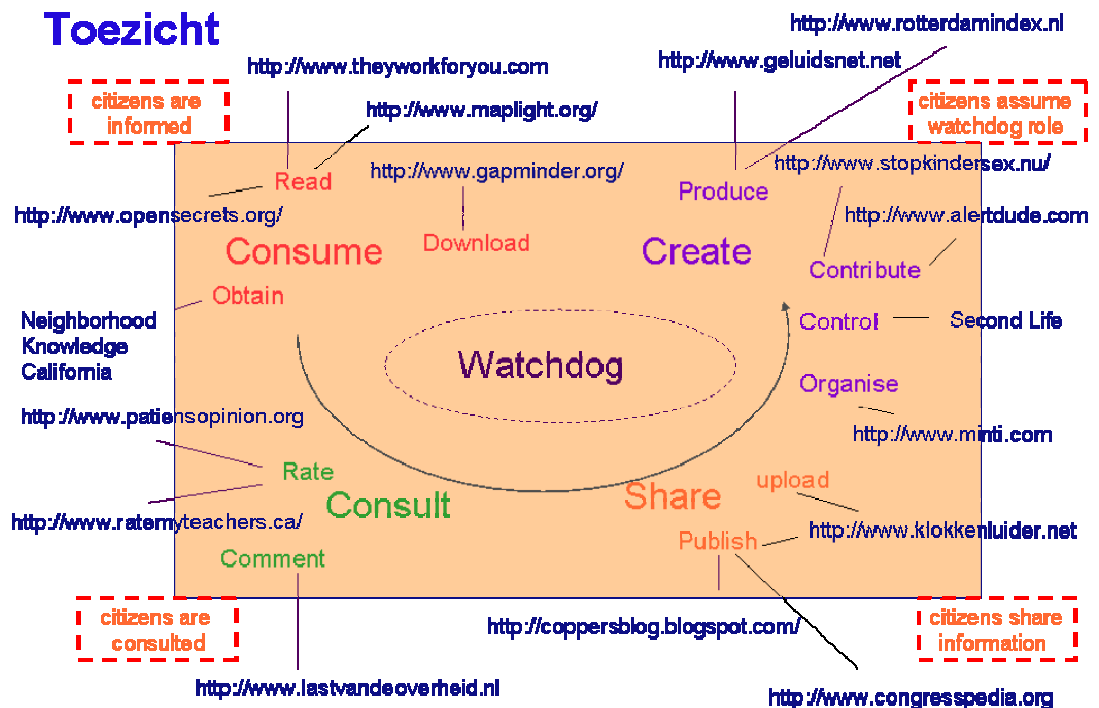 Toezicht
http://www.rotterdamindex.nl
http://www.geluidsnet.net
http://www.theyworkforyou.com
citizens are
informed
http://www.maplight.org/
citizens assume
watchdog role
http://www.gapminder.org/
http://www.stopkindersex.nu/
Read
Produce
http://www.opensecrets.org/
http://www.alertdude.com
Consume
Download
Create
Contribute
Obtain
Neighborhood
Knowledge
California
Control
Second Life
Watchdog
Organise
http://www.patiensopinion.org
http://www.minti.com
Rate
Consult
Share
upload
http://www.ratemyteachers.ca/
http://www.klokkenluider.net
Comment
Publish
citizens are
consulted
http://coppersblog.blogspot.com/
citizens share
information
http://www.lastvandeoverheid.nl
http://www.congresspedia.org